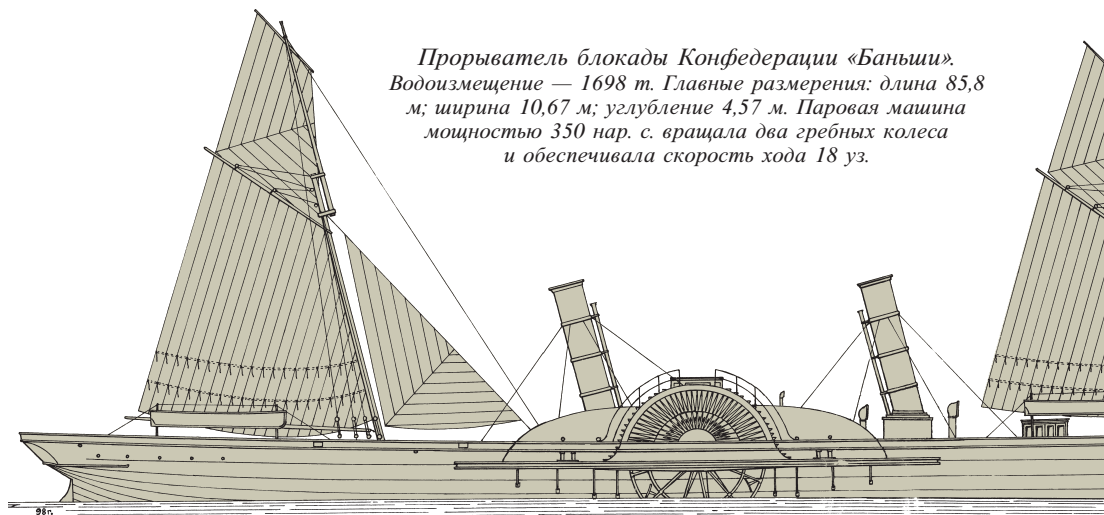 Прорыватель блокады Конфедерации «Баньши».
Водоизмещение — 1698 т. Главные размерения: длина 85,8
м; ширина 10,67 м; углубление 4,57 м. Паровая машина
мощностью 350 нар. с. вращала два гребных колеса
и обеспечивала скорость хода 18 уз.
98г.